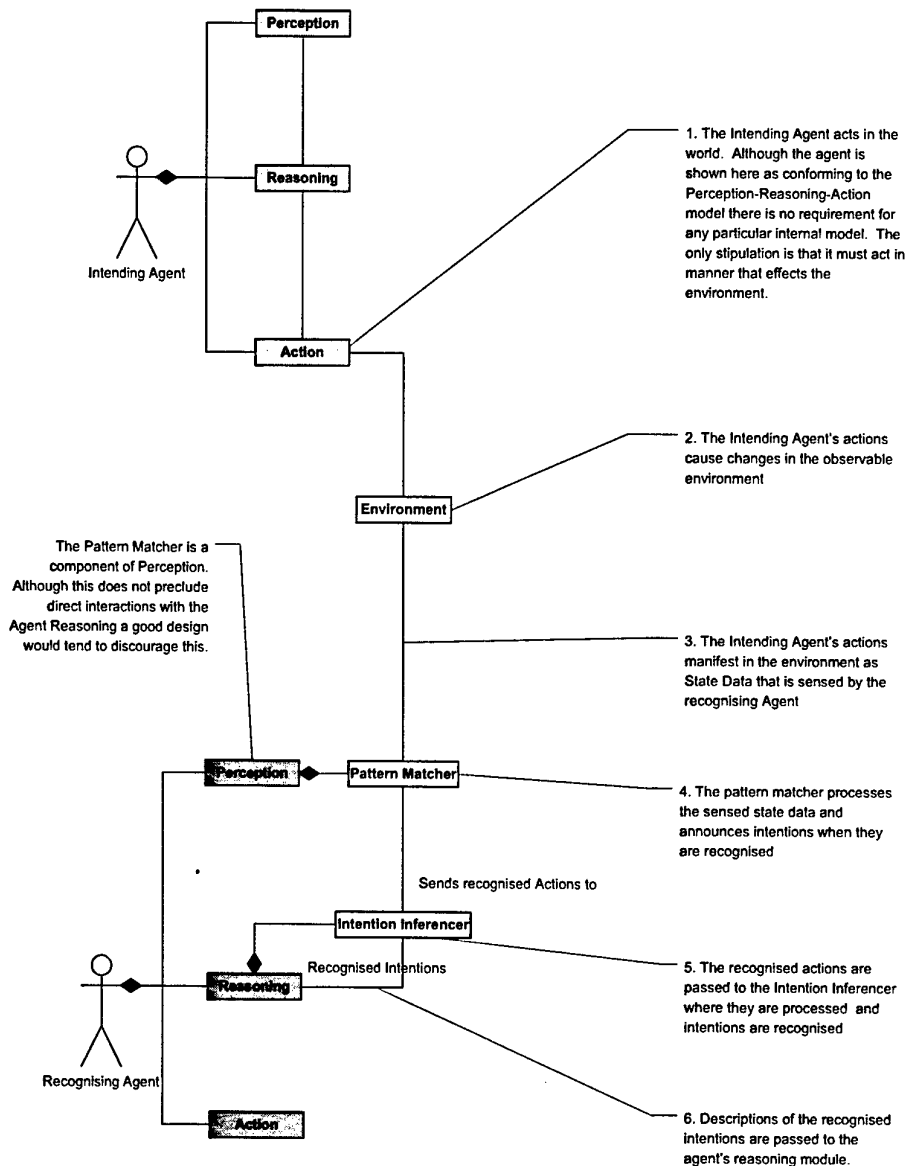 Perception
1. The Intending Agent acts in the
world. Although the agent is
shown here as conforming to the
Perception-Reasoning-Action
model there is no requirement for
any particular internal model. The
only stipulation is that it must act in
manner that effects the
environment.
Reasoning
Intending Agent
Action
2. The Intending Agent's actions
cause changes in the observable
environment
Environment
The Pattern Matcher is a
component of Perception.
Although this does not preclude
direct interactions with the
Agent Reasoning a good design
would tend to discourage this.
3. The Intending Agent's actions
manifest in the environment as
State Data that is sensed by the
recognising Agent
Perception
Pattern Matcher
4. The pattern matcher processes
the sensed state data and
announces intentions when they
are recognised
Sends recognised Actions to
Intention Inferencer
Recognised Intentions
5. The recognised actions are
passed to the Intention Inferencer
where they are processed and
intentions are recognised
Reasoning
Recognising Agent
Action
6. Descriptions of the recognised
intentions are passed to the
agent's reasoning module.